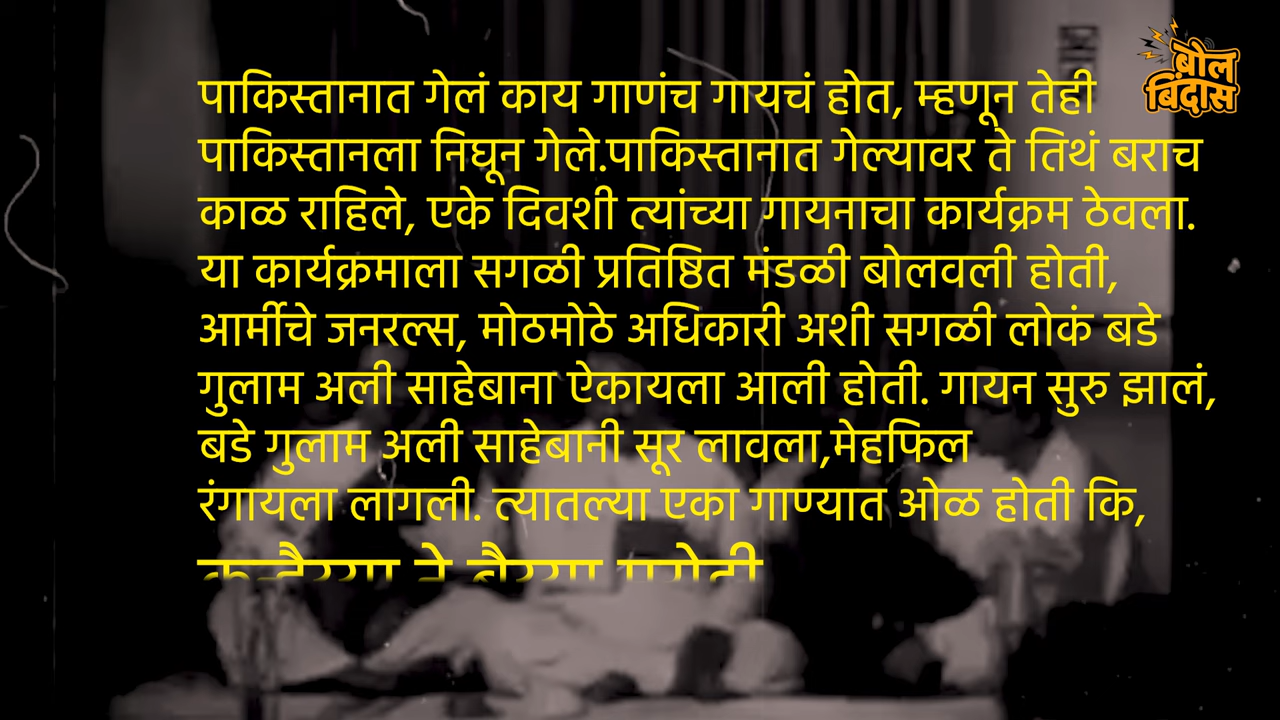 बोल
बिंदास
पाकिस्तानात गेलं काय गाणंच गायचं होत, म्हणून तेही
पाकिस्तानला निघून गेले.पाकिस्तानात गेल्यावर ते तिथं बराच
काळ राहिले, एके दिवशी त्यांच्या गायनाचा कार्यक्रम ठेवला.
या कार्यक्रमाला सगळी प्रतिष्ठित मंडळी बोलवली होती,
आर्मीचे जनरल्स, मोठमोठे अधिकारी अशी सगळी लोकं बडे
गुलाम अली साहेबाना ऐकायला आली होती. गायन सुरु झालं,
बडे गुलाम अली साहेबानी सूर लावला,मेहफिल
रंगायला लागली. त्यातल्या एका गाण्यात ओळ होती कि,